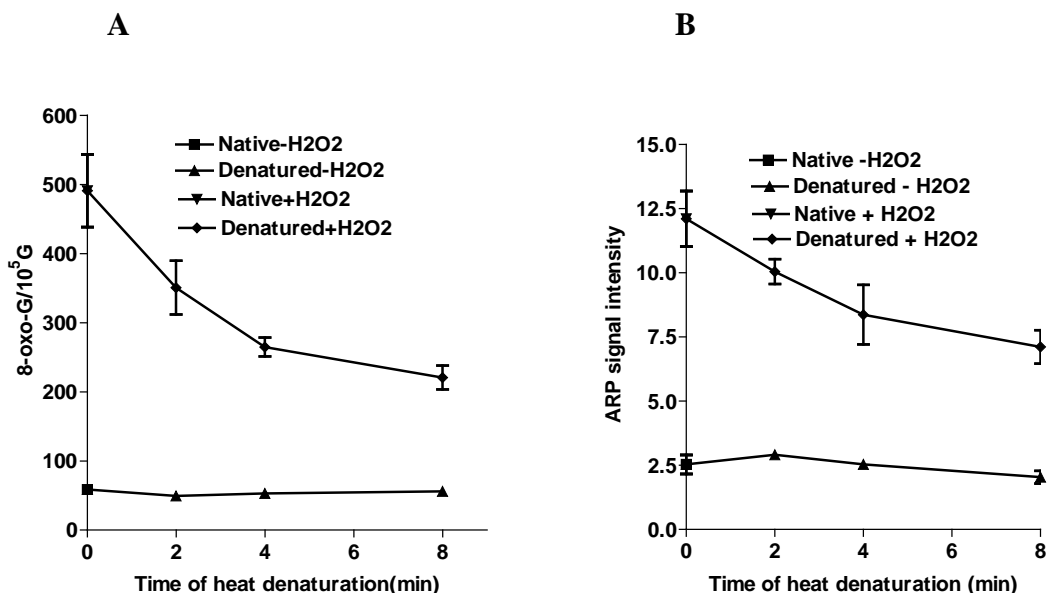 A
B
600
500
400
300
200
100
0
8-oxo-G/10⁵G
Native-H2O2
Denatured-H2O2
Native+H2O2
Denatured+H2O2
0 2 4 6 8
Time of heat denaturation(min)
15.0
12.5
10.0
7.5
5.0
2.5
0.0
ARP signal intensity
Native -H2O2
Denatured - H2O2
Native + H2O2
Denatured + H2O2
0 2 4 6 8
Time of heat denaturation (min)